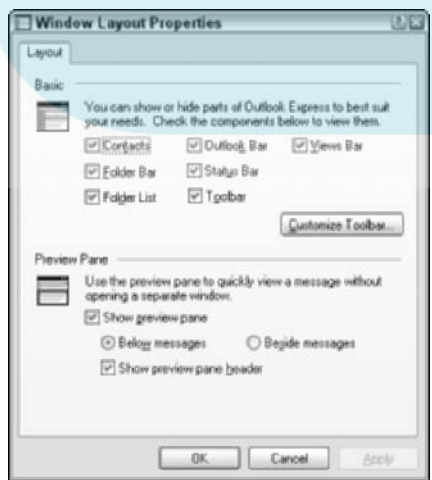 Window Layout Properties
Layout
Basic
You can show or hide parts of Outlook Express to best suit
your needs. Check the components below to view them.
Contacts Outlook Bar Views Bar
Folder Bar Status Bar
Folder List Toolbar
Customize Toolbar...
Preview Pane
Use the preview pane to quickly view a message without
opening a separate window.
Show preview pane
Below messages Beside messages
Show preview pane header
OK Cancel Apply